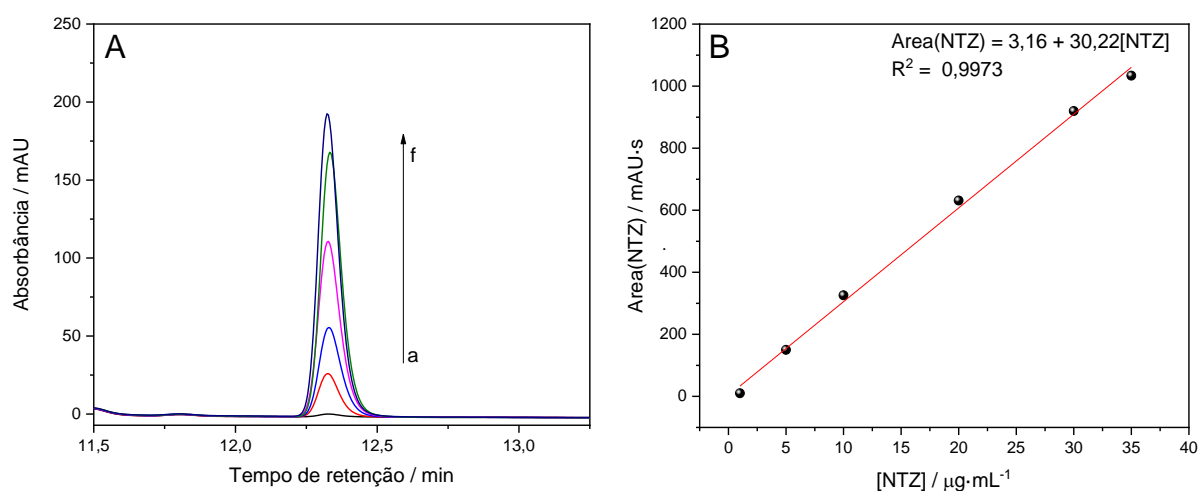 A
250
200
150
100
50
0
11,5
12,0
12,5
13,0
Absorbância / mAU
Tempo de retenção / min
f
a
B
Area(NTZ) = 3,16 + 30,22[NTZ]
R² = 0,9973
1200
1000
800
600
400
200
0
0
5
10
15
20
25
30
35
40
Area(NTZ) / mAU·s
[NTZ] / μg·mL⁻¹